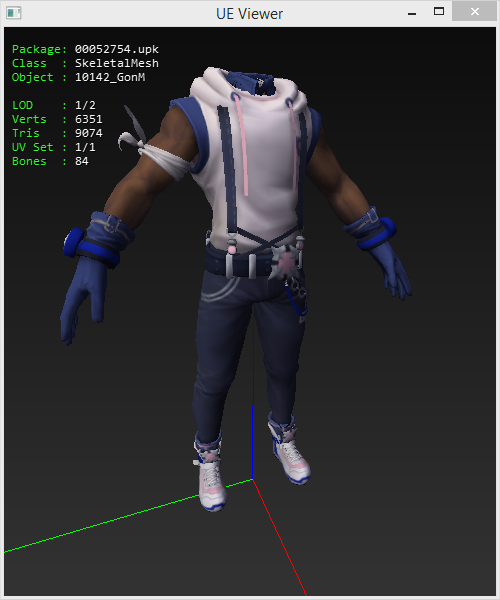 UE Viewer
Package: 00052754.upk
Class : SkeletalMesh
Object : 10142_GonM
LOD : 1/2
Verts : 6351
Tris : 9074
UV Set : 1/1
Bones : 84